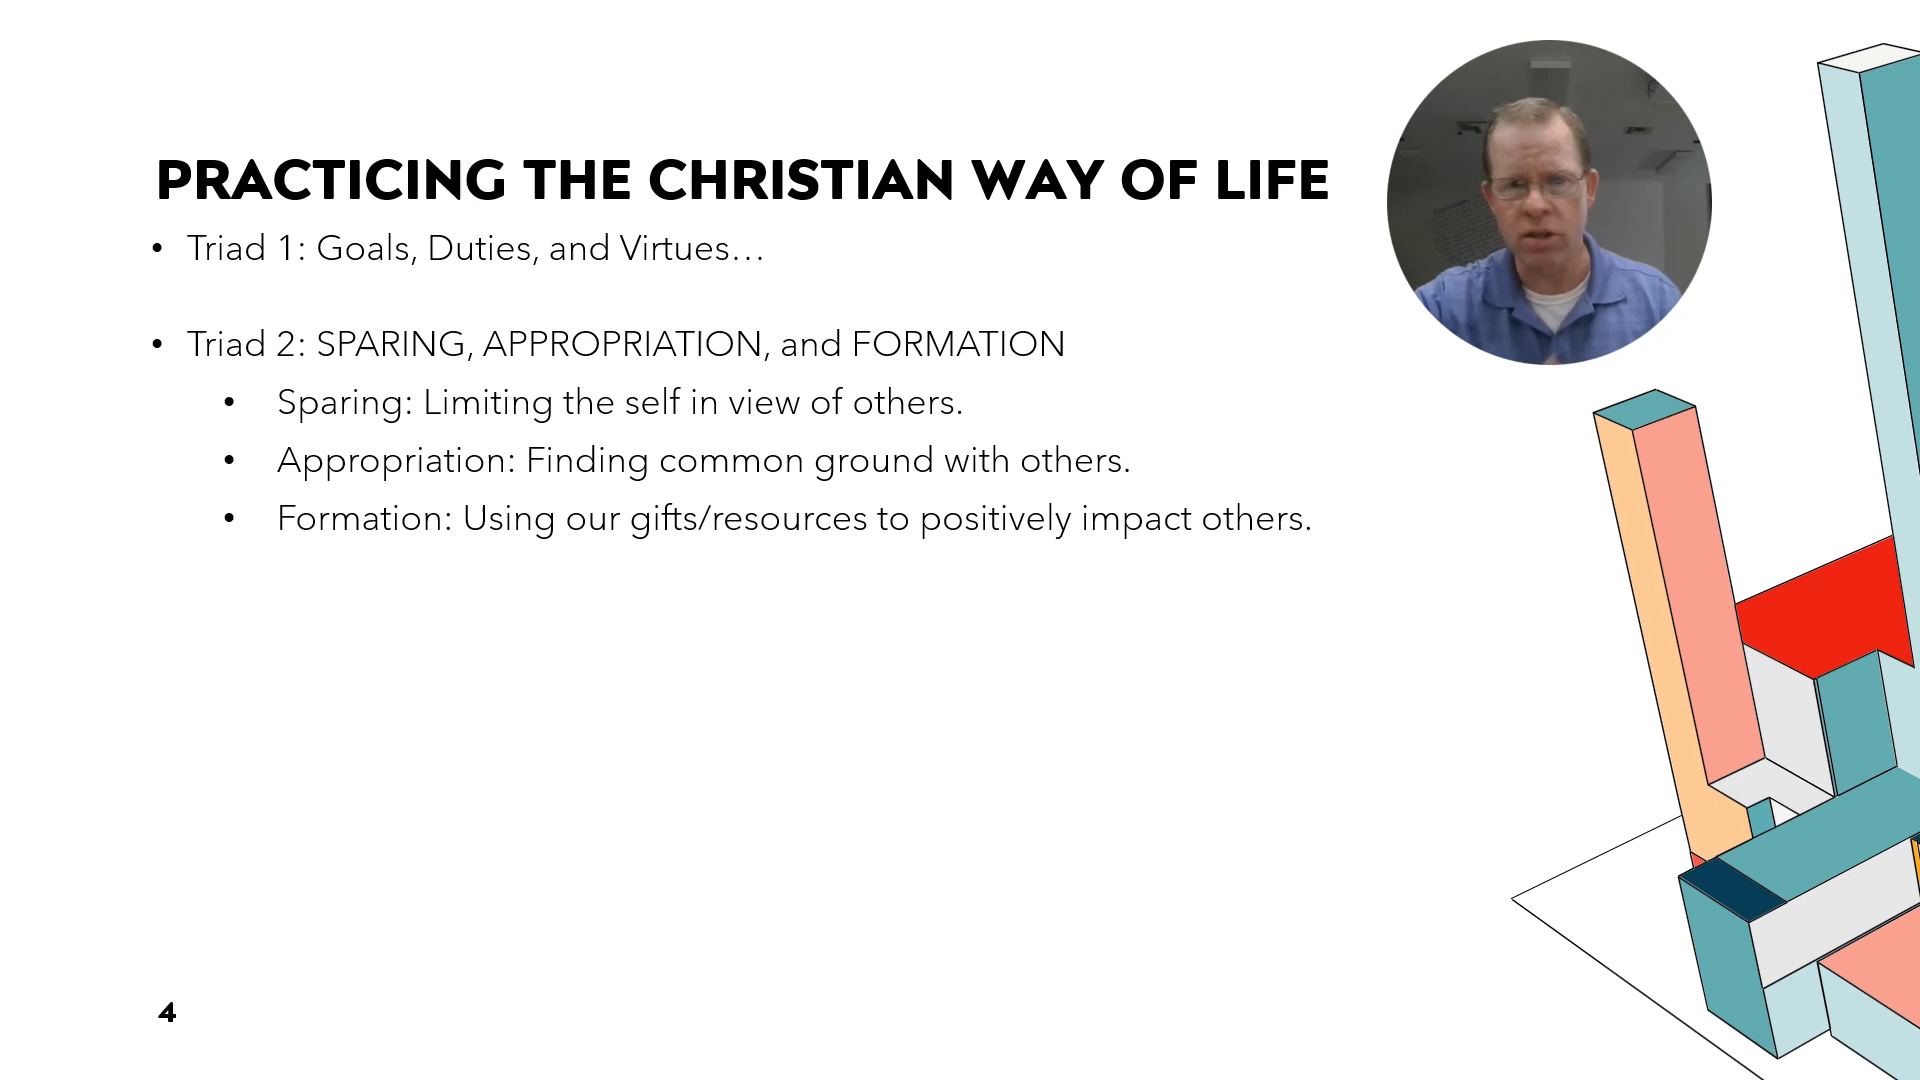 PRACTICING THE CHRISTIAN WAY OF LIFE
• Triad 1: Goals, Duties, and Virtues…
• Triad 2: SPARING, APPROPRIATION, and FORMATION
• Sparing: Limiting the self in view of others.
• Appropriation: Finding common ground with others.
• Formation: Using our gifts/resources to positively impact others.
4